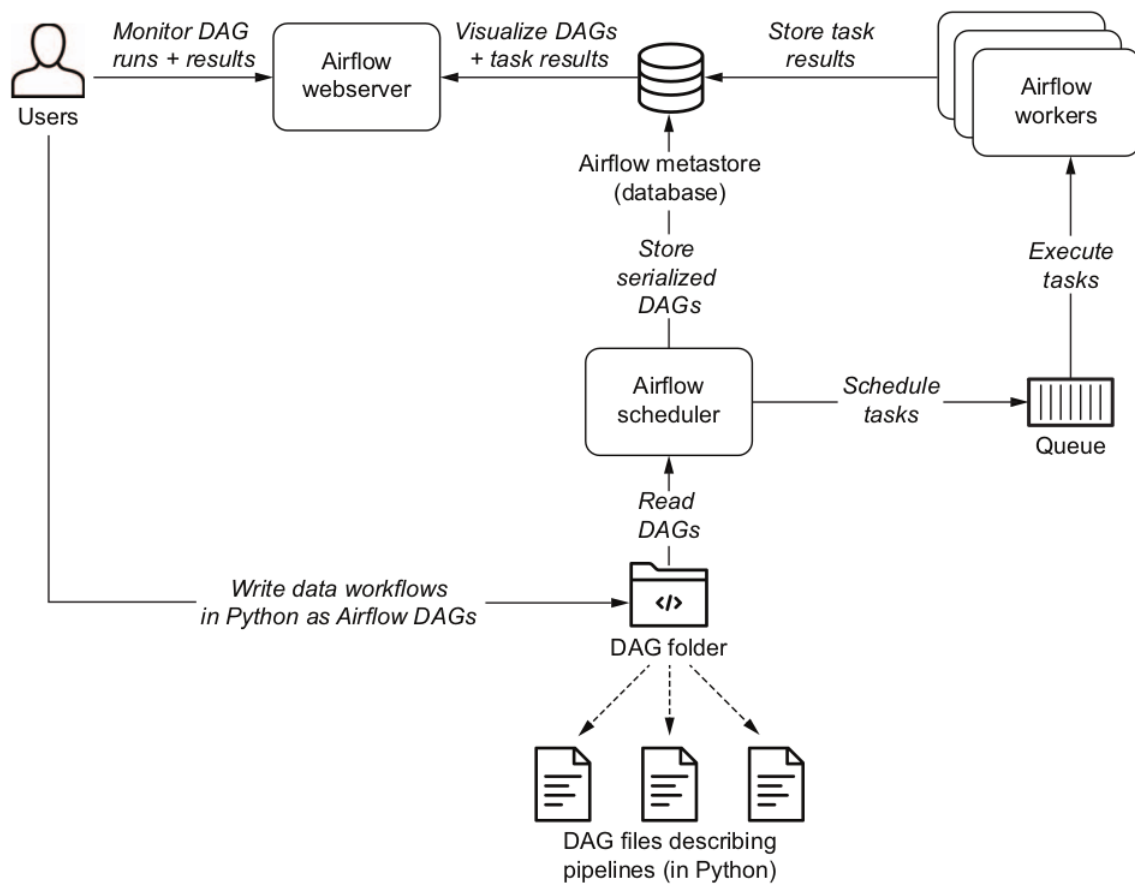 Monitor DAG
runs + results
Users
Airflow
webserver
Visualize DAGs
+ task results
Store task
results
Airflow
workers
Airflow metastore
(database)
Store
serialized
DAGs
Execute
tasks
Airflow
scheduler
Schedule
tasks
Queue
Read
DAGs
Write data workflows
in Python as Airflow DAGs
</>
DAG folder
DAG files describing
pipelines (in Python)